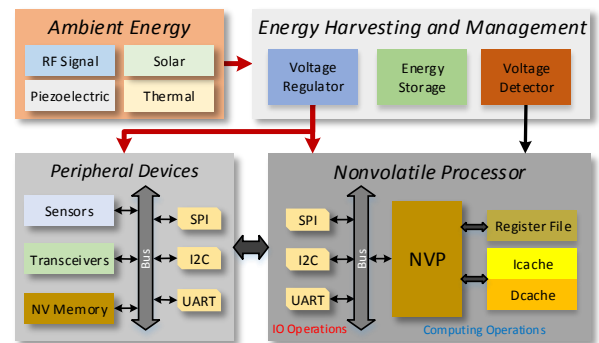 Ambient Energy
RF Signal
Solar
Piezoelectric
Thermal
Energy Harvesting and Management
Voltage
Regulator
Energy
Storage
Voltage
Detector
Peripheral Devices
Sensors
Transceivers
NV Memory
Bus
SPI
I2C
UART
Nonvolatile Processor
SPI
I2C
UART
Bus
NVP
Register File
Icache
Dcache
IO Operations
Computing Operations